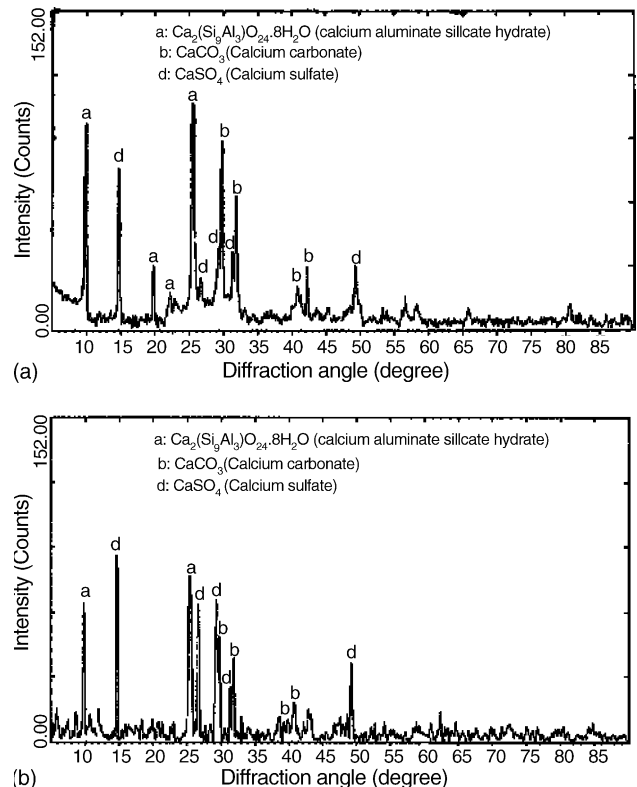 152.00
a: Ca₂(Si₉Al₃)O₂₄.8H₂O (calcium aluminate sillcate hydrate)
b: CaCO₃(Calcium carbonate)
d: CaSO₄ (Calcium sulfate)
Intensity (Counts)
a
d
a
a
d
d
b
d
b
b
b
d
0.00
10 15 20 25 30 35 40 45 50 55 60 65 70 75 80 85
(a)
Diffraction angle (degree)
152.00
a: Ca₂(Si₉Al₃)O₂₄.8H₂O (calcium aluminate sillcate hydrate)
b: CaCO₃(Calcium carbonate)
d: CaSO₄ (Calcium sulfate)
Intensity (Counts)
a
d
a
d
d
b
d
b
b
b
d
0.00
10 15 20 25 30 35 40 45 50 55 60 65 70 75 80 85
(b)
Diffraction angle (degree)